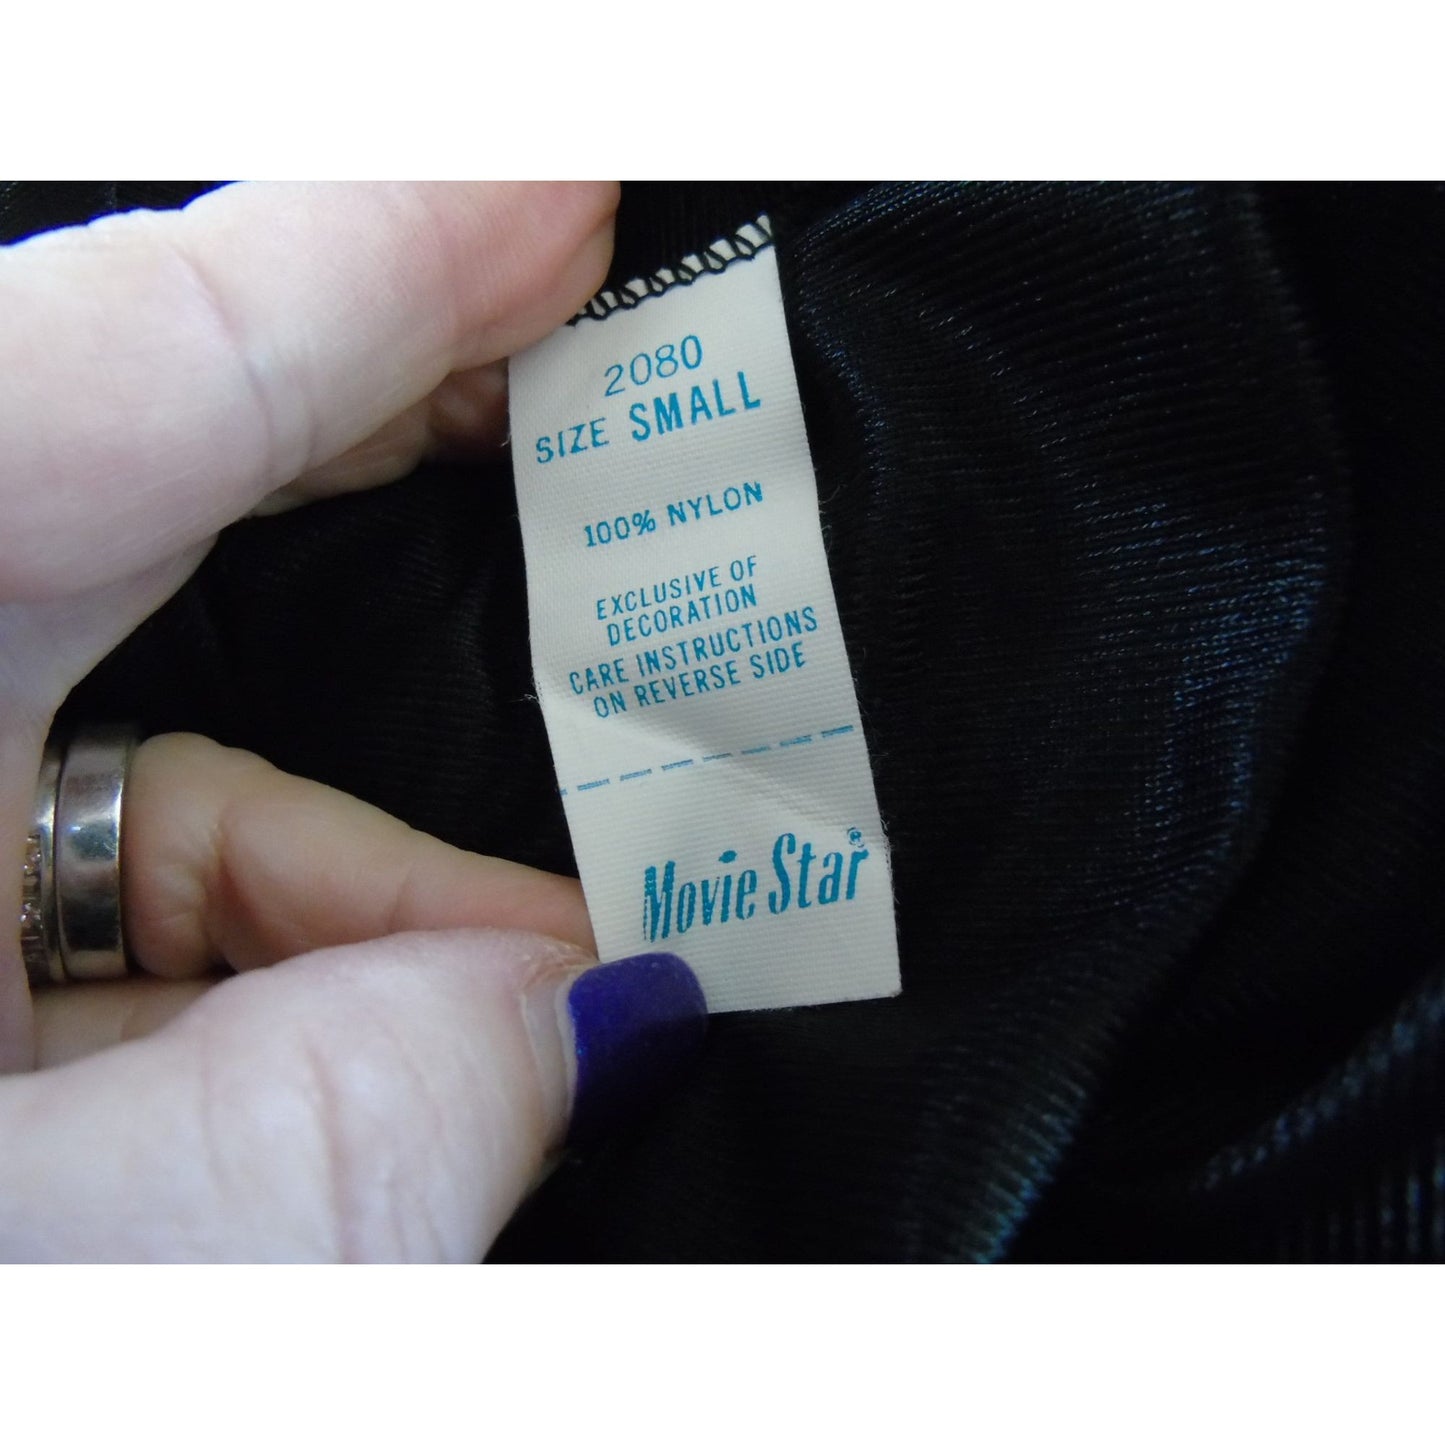 2080
SIZE SMALL
100% NYLON
EXCLUSIVE OF
DECORATION
CARE INSTRUCTIONS
ON REVERSE SIDE
Movie Star®